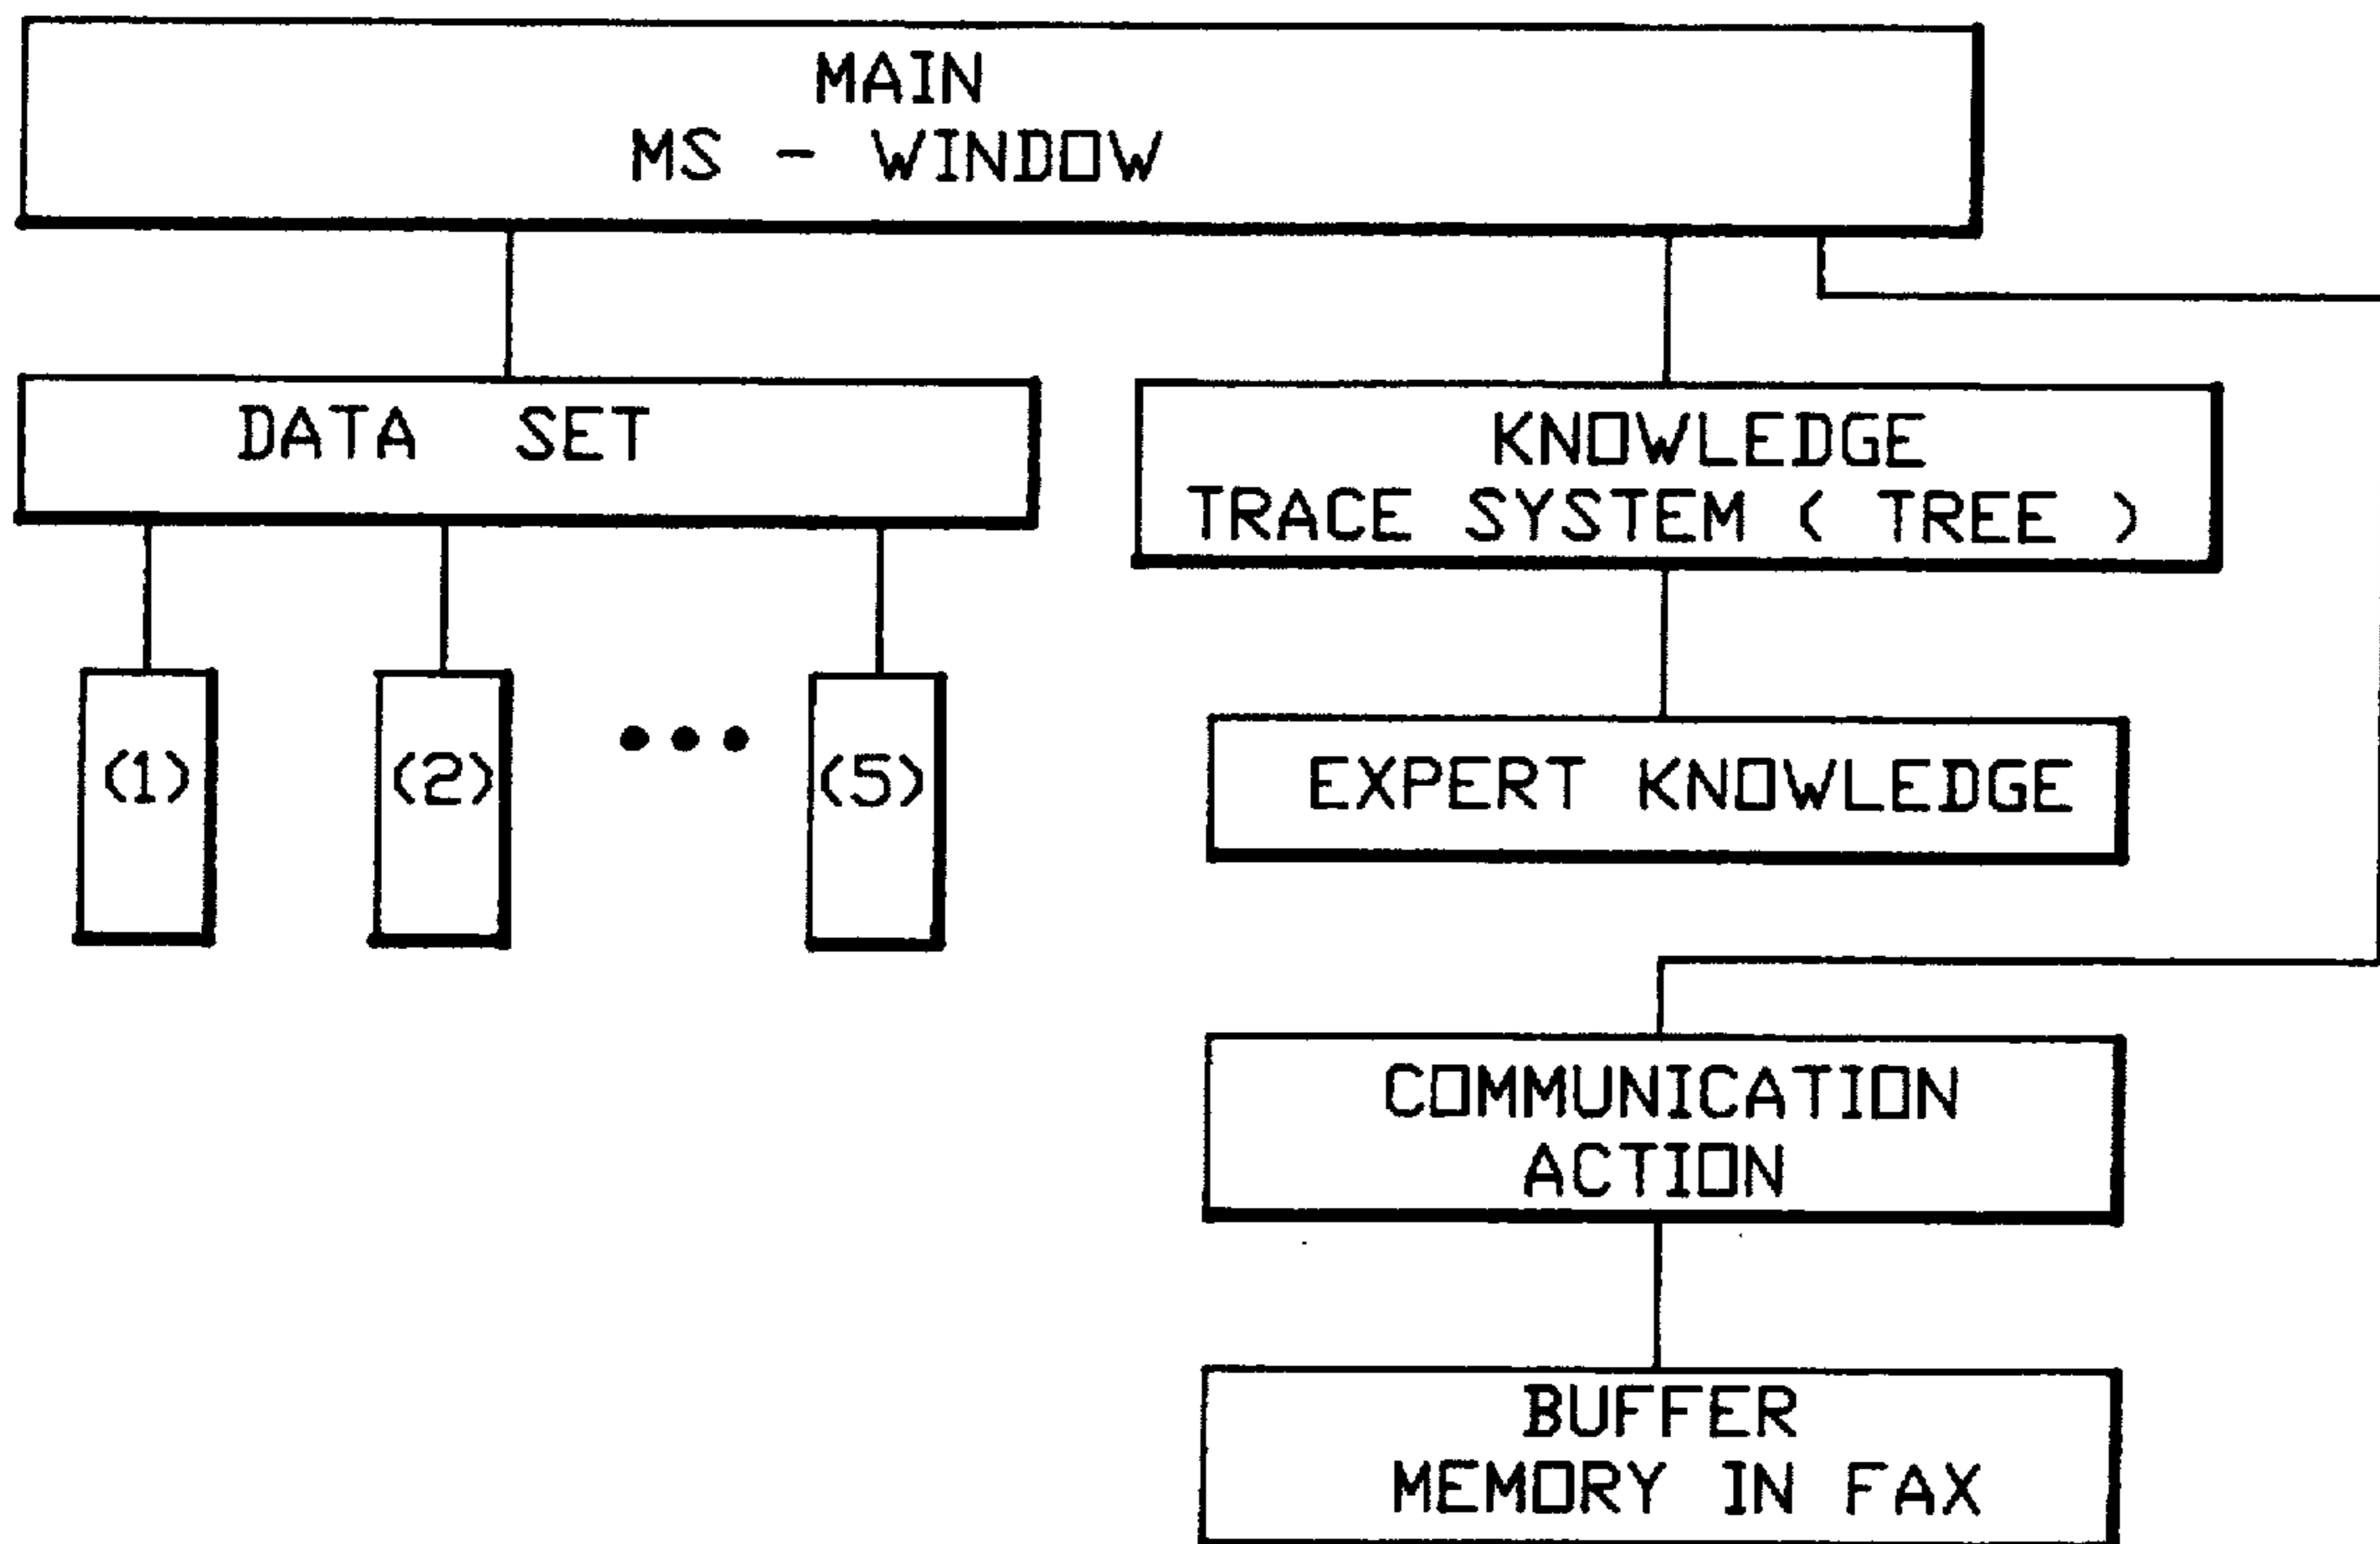 MAIN
MS - WINDOW
DATA SET
KNOWLEDGE
TRACE SYSTEM ( TREE )
(1)
(2)
(5)
EXPERT KNOWLEDGE
COMMUNICATION
ACTION
BUFFER
MEMORY IN FAX